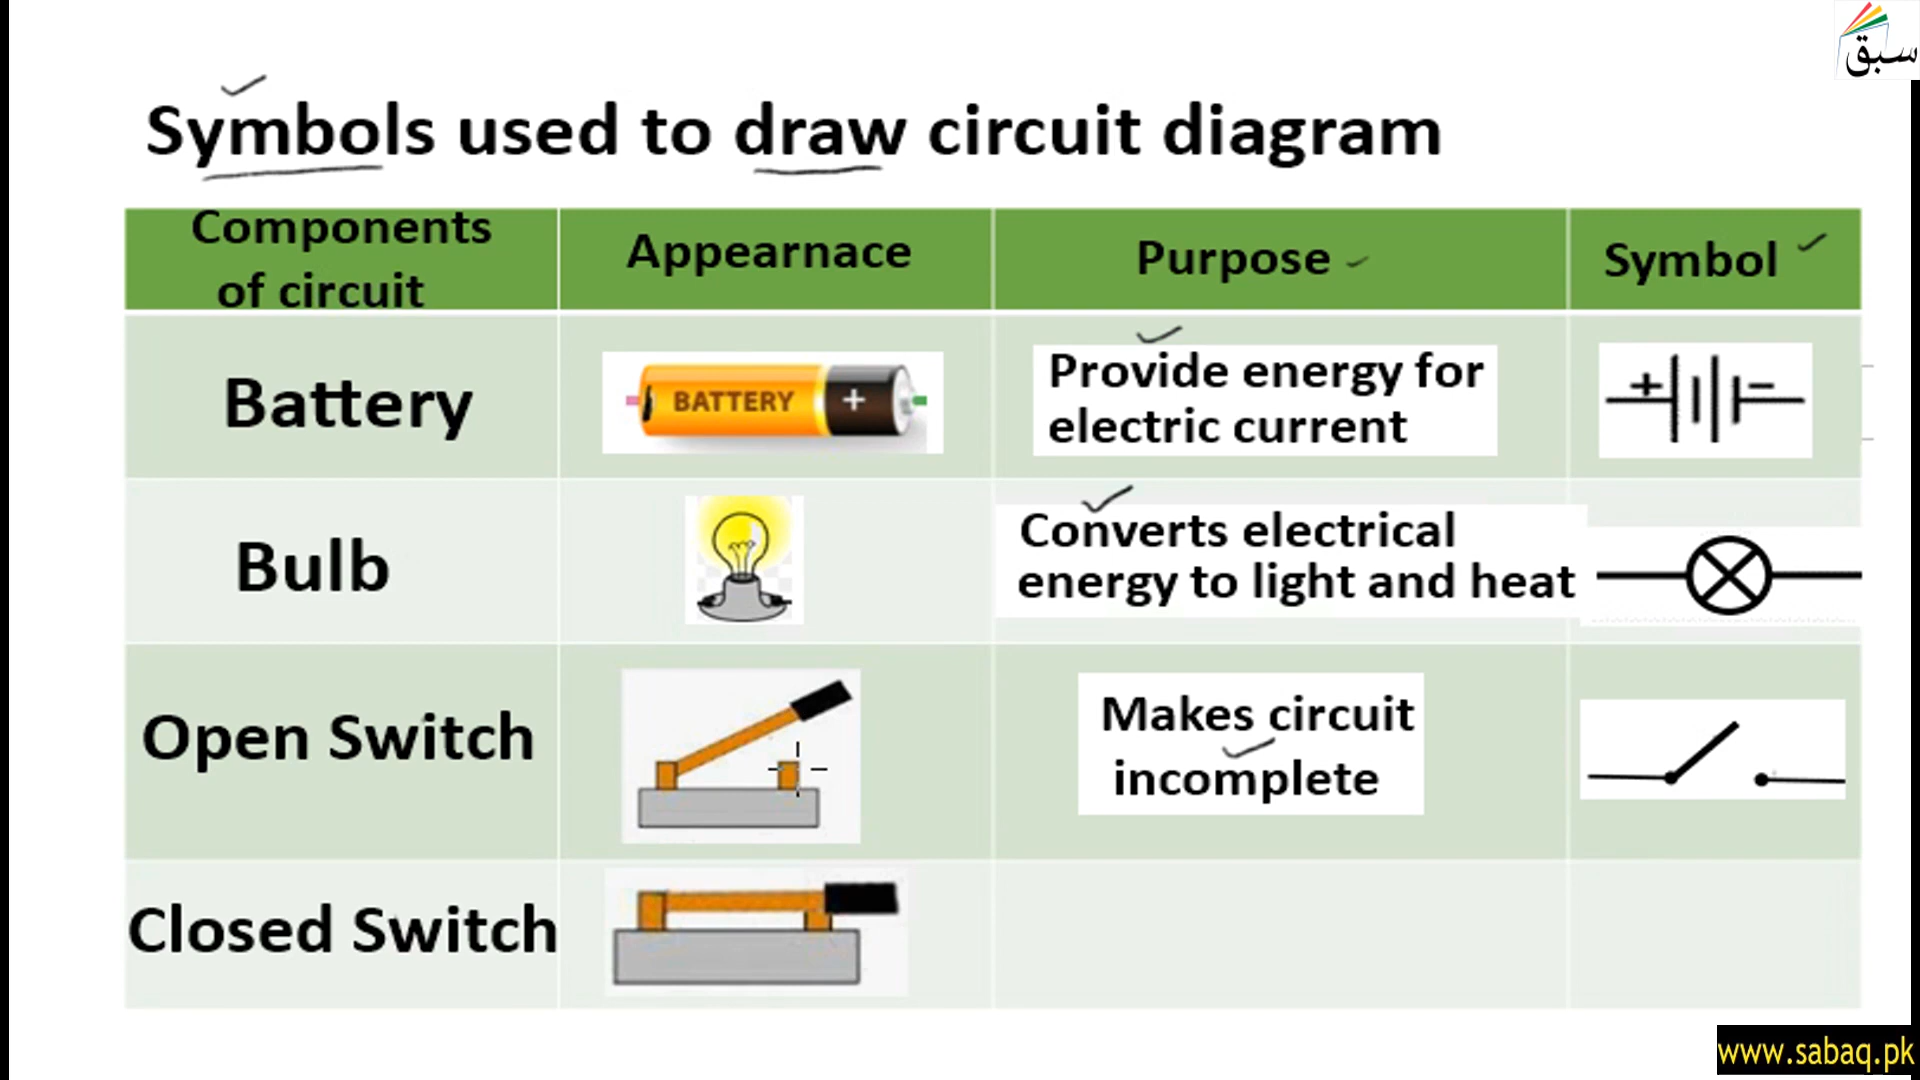 سبق
Symbols used to draw circuit diagram
Components
of circuit
Appearnace
Purpose
Symbol
Battery
BATTERY +
Provide energy for
electric current
+ −
Bulb
Converts electrical
energy to light and heat
Open Switch
Makes circuit
incomplete
Closed Switch
www.sabaq.pk